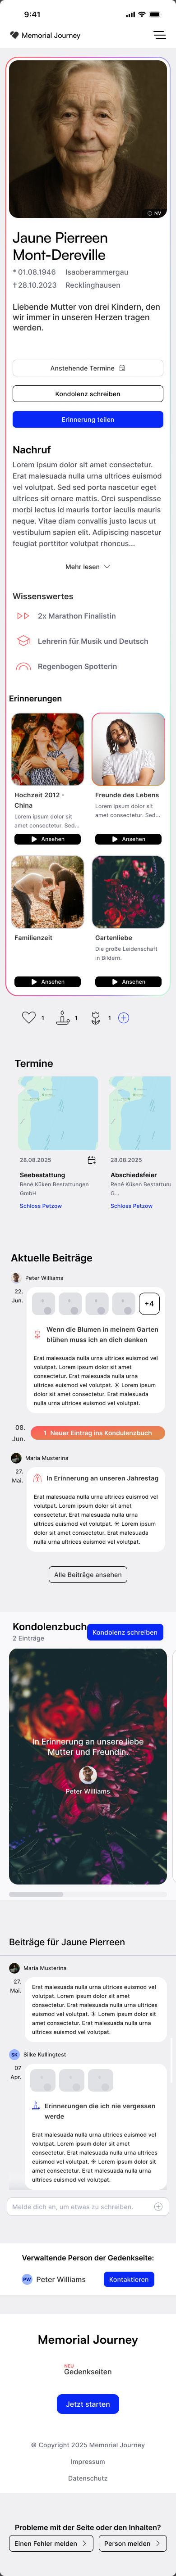 9:41
Memorial Journey
NV
Jaune Pierreen
Mont-Dereville
* 01.08.1946 Isaoberammergau
† 28.10.2023 Recklinghausen
Liebende Mutter von drei Kindern, den
wir immer in unseren Herzen tragen
werden.
Anstehende Termine
Kondolenz schreiben
Erinnerung teilen
Nachruf
Lorem ipsum dolor sit amet consectetur.
Erat malesuada nulla urna ultrices euismod
vel volutpat. Sed sed porta nascetur eget
ultrices sit ornare mattis. Orci suspendisse
morbi lectus id mauris tortor iaculis mauris
neque. Vitae diam convallis justo lacus ut
vestibulum sapien elit. Adipiscing nascetur
feugiat porttitor volutpat rhoncus...
Mehr lesen
Wissenswertes
2x Marathon Finalistin
Lehrerin für Musik und Deutsch
Regenbogen Spotterin
Erinnerungen
Hochzeit 2012 -
China
Lorem ipsum dolor sit
amet consectetur. Sed...
Ansehen
Freunde des Lebens
Lorem ipsum dolor sit
amet consectetur. Sed...
Ansehen
Familienzeit
Ansehen
Gartenliebe
Die große Leidenschaft
in Bildern.
Ansehen
1 1 1
Termine
28.08.2025
Seebestattung
René Küken Bestattungen
GmbH
Schloss Petzow
28.08.2025
Abschiedsfeier
René Küken Bestattun
G...
Schloss Petzow
Aktuelle Beiträge
Peter Williams
22.
Jun.
+4
Wenn die Blumen in meinem Garten
blühen muss ich an dich denken
Erat malesuada nulla urna ultrices euismod vel
volutpat. Lorem ipsum dolor sit amet
consectetur. Erat malesuada nulla urna ultrices
euismod vel volutpat. ☀ Lorem ipsum dolor sit
amet consectetur. Erat malesuada nulla urna
ultrices euismod vel volutpat.
08.
Jun.
1 Neuer Eintrag ins Kondulenzbuch
Maria Musterina
27.
Mai.
In Erinnerung an unseren Jahrestag
Erat malesuada nulla urna ultrices euismod vel
volutpat. Lorem ipsum dolor sit amet
consectetur. Erat malesuada nulla urna ultrices
euismod vel volutpat. ☀ Lorem ipsum dolor sit
amet consectetur. Erat malesuada nulla urna
ultrices euismod vel volutpat.
Alle Beiträge ansehen
Kondolenzbuch
2 Einträge
Kondolenz schreiben
In Erinnerung an unsere liebe
Mutter und Freundin.
Peter Williams
Beiträge für Jaune Pierreen
Maria Musterina
27.
Mai.
Erat malesuada nulla urna ultrices euismod vel
volutpat. Lorem ipsum dolor sit amet
consectetur. Erat malesuada nulla urna ultrices
euismod vel volutpat. ☀ Lorem ipsum dolor sit
amet consectetur. Erat malesuada nulla urna
ultrices euismod vel volutpat.
SK
Silke Kullingtest
07
Apr.
Erinnerungen die ich nie vergessen
werde
Erat malesuada nulla urna ultrices euismod vel
volutpat. Lorem ipsum dolor sit amet
consectetur. Erat malesuada nulla urna ultrices
euismod vel volutpat. ☀ Lorem ipsum dolor sit
amet consectetur. Erat malesuada nulla urna
ultrices euismod vel volutpat.
Melde dich an, um etwas zu schreiben.
Verwaltende Person der Gedenkseite:
PW
Peter Williams
Kontaktieren
Memorial Journey
NEU
Gedenkseiten
Jetzt starten
© Copyright 2025 Memorial Journey
Impressum
Datenschutz
Probleme mit der Seite oder den Inhalten?
Einen Fehler melden
Person melden